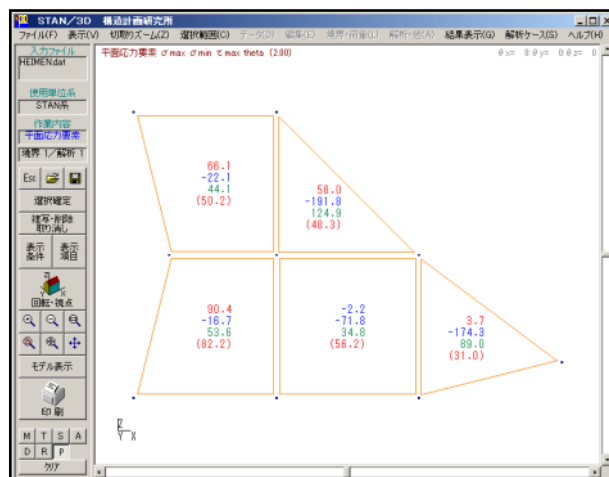 STAN/3D 構造計画研究所
ファイル(F) 表示(V) 切取りズーム(Z) 選択範囲(C) データ(D) 編集(E) 境界・荷重(L) 解析・他(A) 結果表示(G) 解析ケース(S) ヘルプ(H)
入力ファイル
HEIMEN.dat
使用単位系
STAN系
作業内容
平面応力要素
境界 1/解析 1
Esc
選択確定
複写・削除
取り消し
表示
条件
表示
項目
Z
Y X
回転・視点
モデル表示
印刷
M T S A
D R P
クリア
平面応力要素 σmax σmin τmax theta (2.00)
θx= 0:θy= 0:θz= 0
66.1
-22.1
44.1
(50.2)
58.0
-191.8
124.9
(48.3)
90.4
-16.7
53.6
(82.2)
-2.2
-71.8
34.8
(56.2)
3.7
-174.3
89.0
(31.0)
Z
Y X